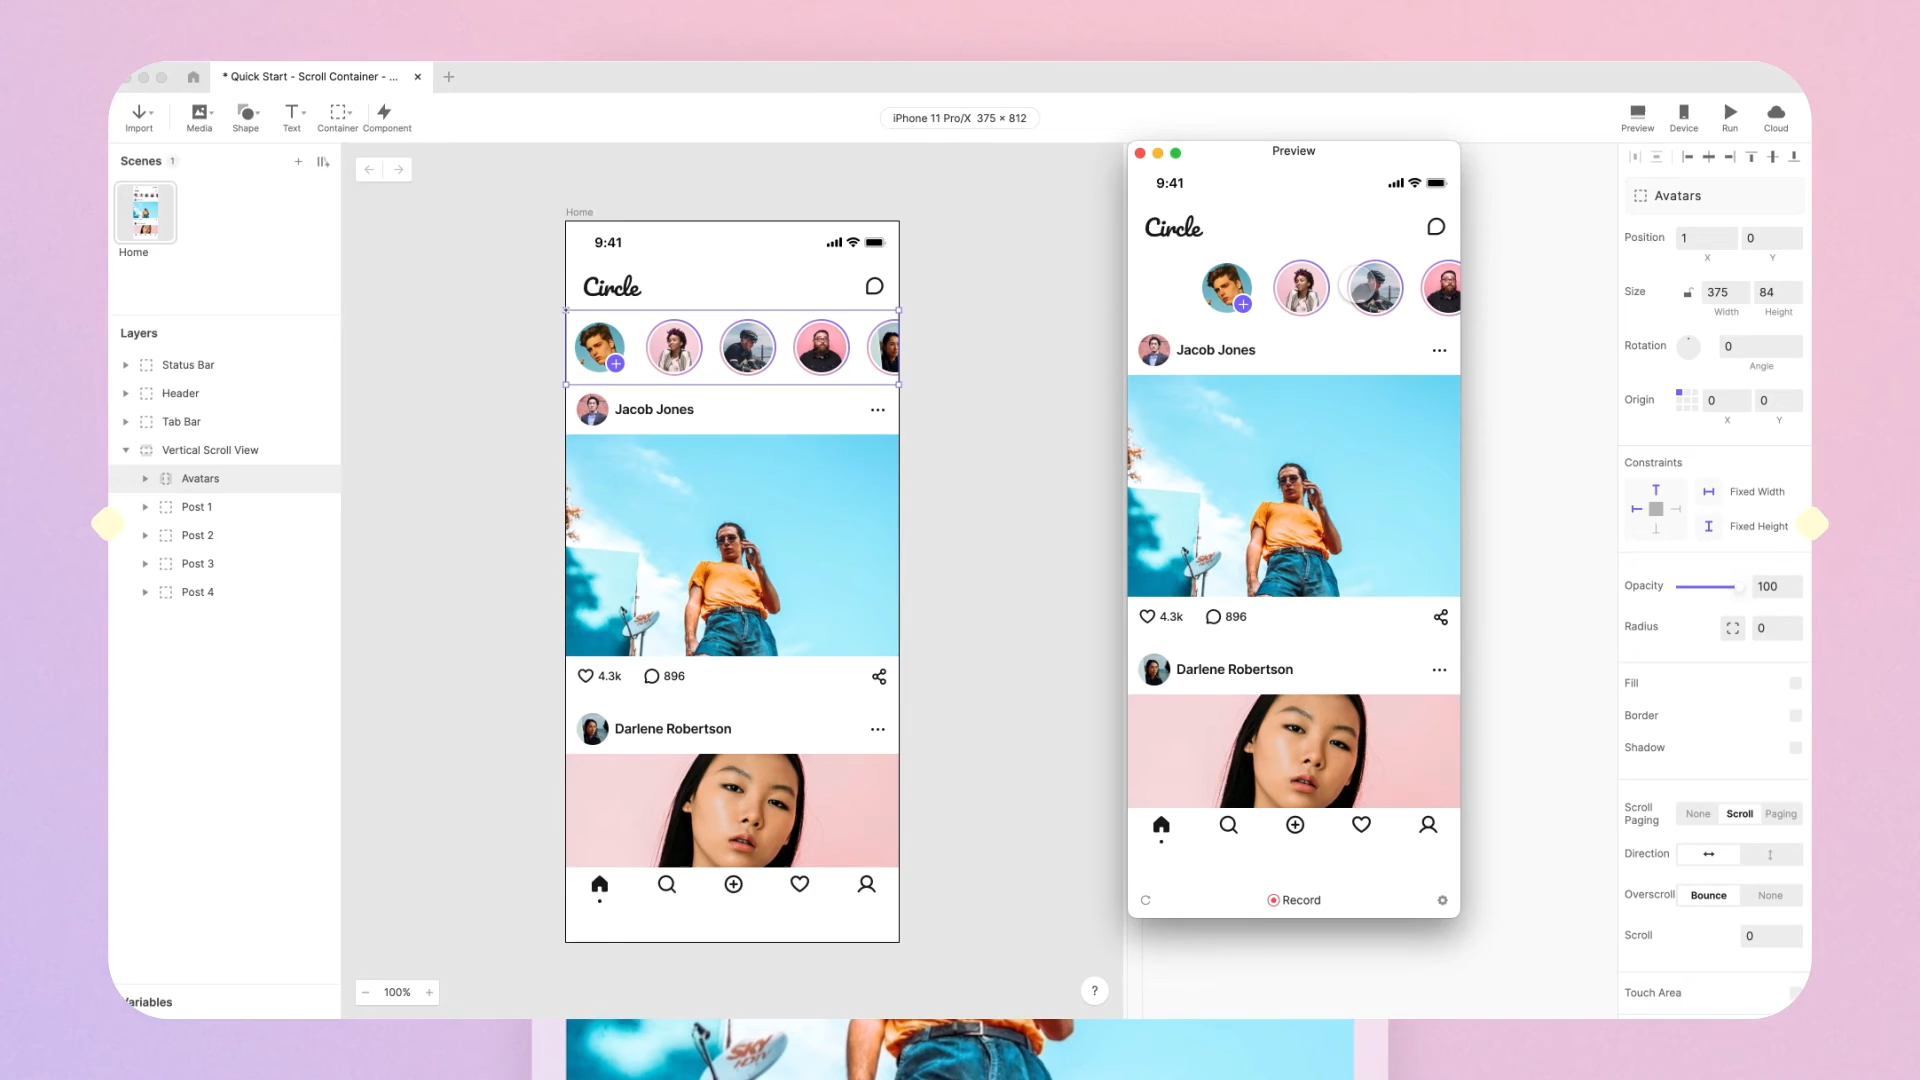 * Quick Start - Scroll Container - ...
Import
Media
Shape
Text
Container
Component
iPhone 11 Pro/X 375 × 812
Preview
Device
Run
Cloud
Scenes 1
Home
Layers
Status Bar
Header
Tab Bar
Vertical Scroll View
Avatars
Post 1
Post 2
Post 3
Post 4
Variables
Home
9:41
Circle
Jacob Jones
SKY
4.3k
896
Darlene Robertson
100%
?
Preview
9:41
Circle
Jacob Jones
SKY
4.3k
896
Darlene Robertson
Record
Avatars
Position 1 0
X Y
Size 375 84
Width Height
Rotation 0
Angle
Origin 0 0
X Y
Constraints
Fixed Width
Fixed Height
Opacity 100
Radius 0
Fill
Border
Shadow
Scroll Paging None Scroll Paging
Direction
Overscroll Bounce None
Scroll 0
Touch Area
SKY
DIV